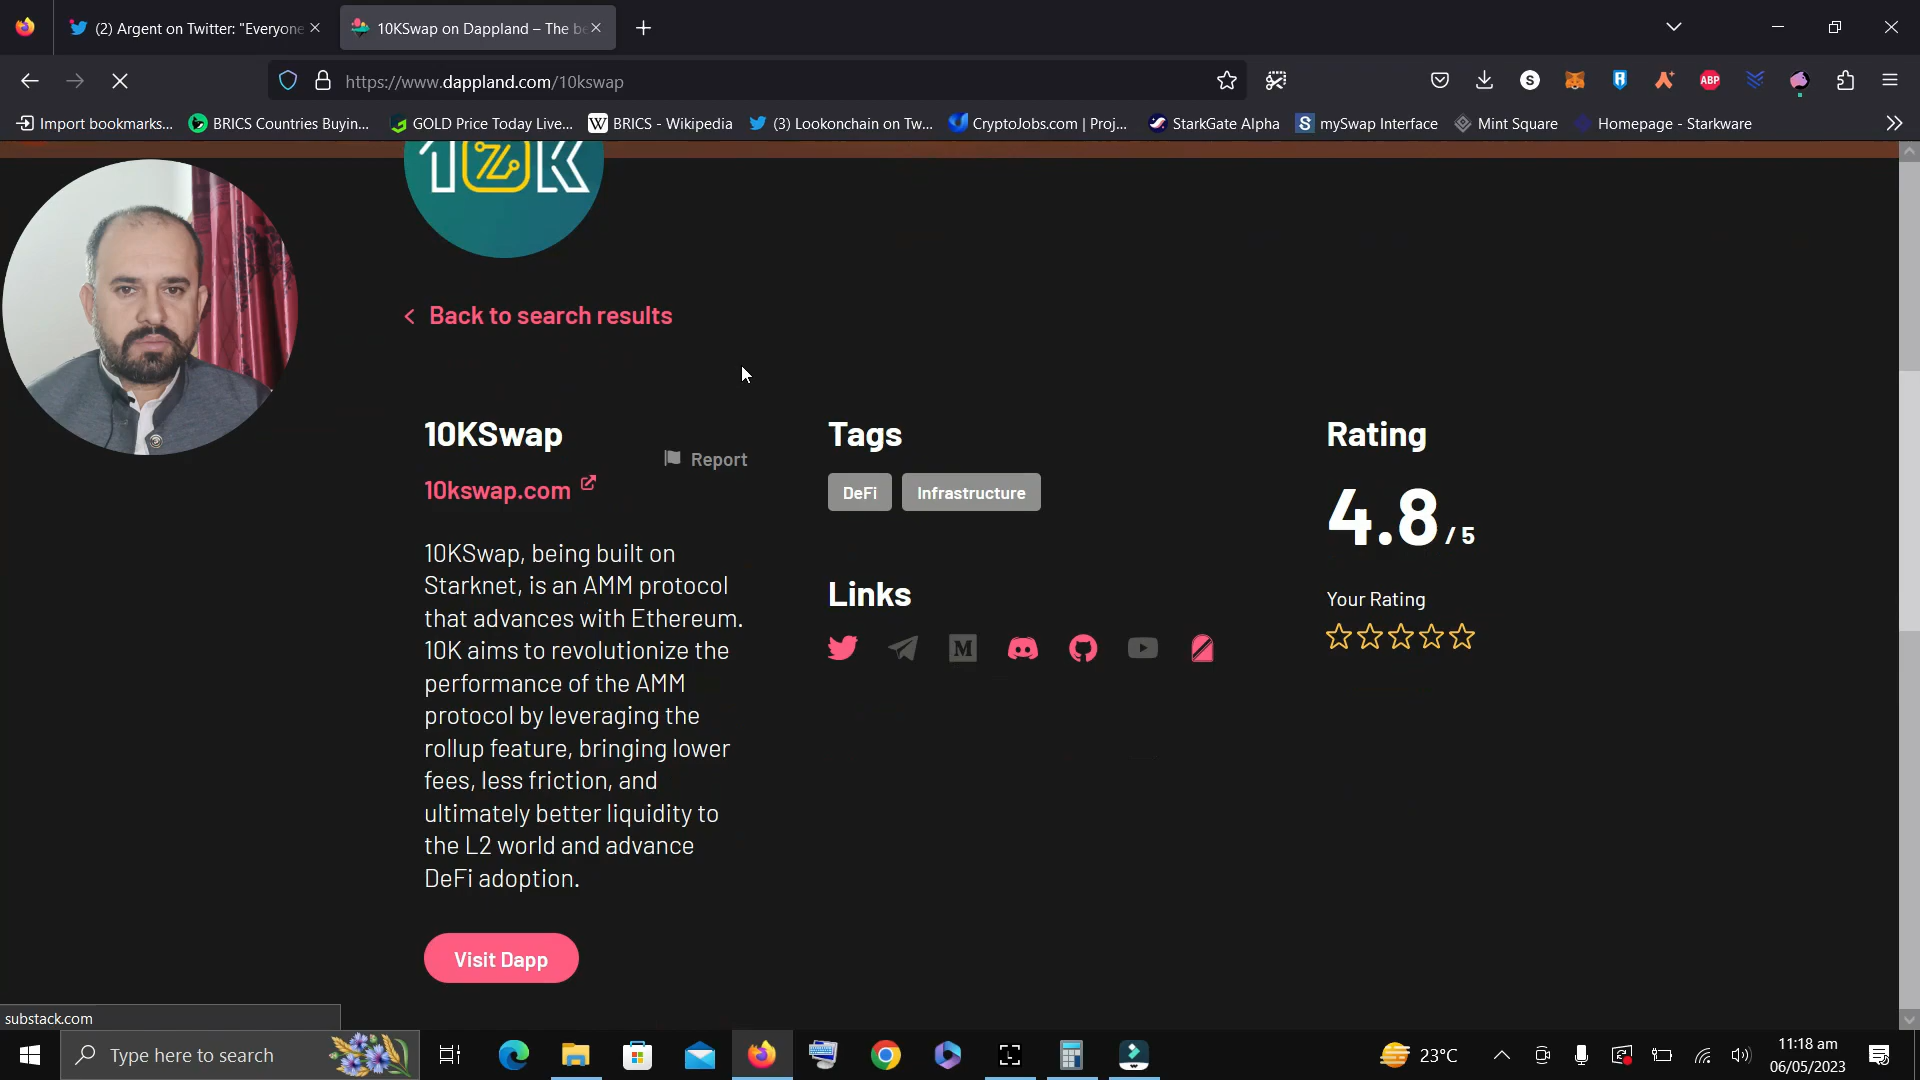 (2) Argent on Twitter: "Everyone
10KSwap on Dappland – The be
https://www.dappland.com/10kswap
S
ABP
Import bookmarks...
BRICS Countries Buyin...
GOLD Price Today Live...
W BRICS - Wikipedia
(3) Lookonchain on Tw...
CryptoJobs.com | Proj...
StarkGate Alpha
S mySwap Interface
Mint Square
Homepage - Starkware
10K
Back to search results
10KSwap
Report
10kswap.com
10KSwap, being built on
Starknet, is an AMM protocol
that advances with Ethereum.
10K aims to revolutionize the
performance of the AMM
protocol by leveraging the
rollup feature, bringing lower
fees, less friction, and
ultimately better liquidity to
the L2 world and advance
DeFi adoption.
Visit Dapp
Tags
DeFi
Infrastructure
Links
M
Rating
4.8 / 5
Your Rating
substack.com
Type here to search
23°C
11:18 am
06/05/2023